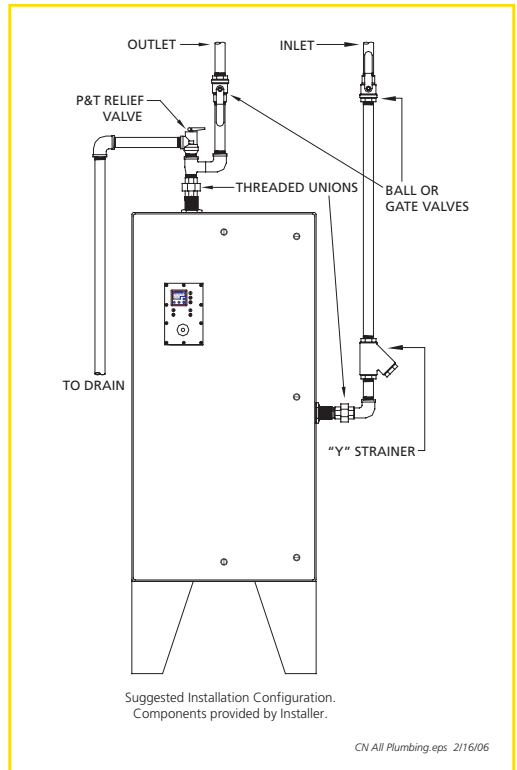 OUTLET
INLET
P&T RELIEF
VALVE
THREADED UNIONS
BALL OR
GATE VALVES
TO DRAIN
"Y" STRAINER
Suggested Installation Configuration.
Components provided by Installer.
CN All Plumbing.eps 2/16/06